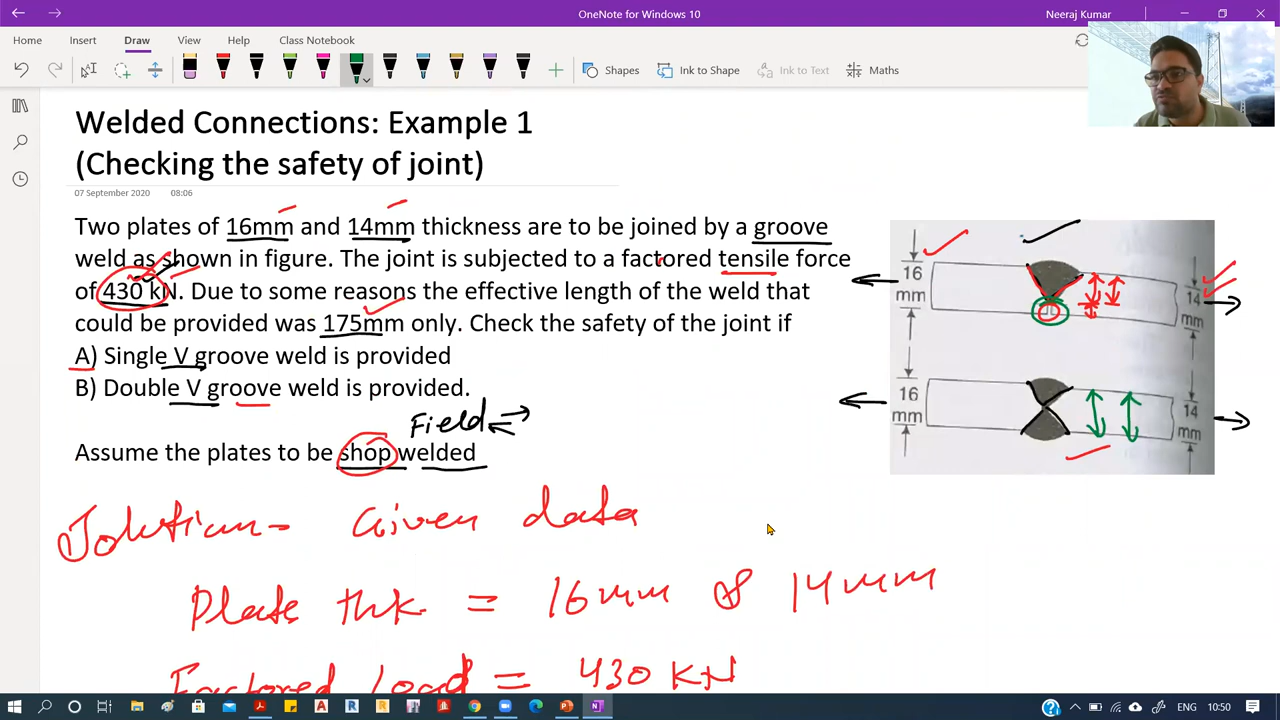 OneNote for Windows 10
Neeraj Kumar
Home Insert Draw View Help Class Notebook
Shapes Ink to Shape Ink to Text Maths
Welded Connections: Example 1
(Checking the safety of joint)
07 September 2020 08:06
Two plates of 16mm and 14mm thickness are to be joined by a groove
weld as shown in figure. The joint is subjected to a factored tensile force
of 430 kN. Due to some reasons the effective length of the weld that
could be provided was 175mm only. Check the safety of the joint if
A) Single V groove weld is provided
B) Double V groove weld is provided.
Field
Assume the plates to be shop welded
16
mm
14
mm
16
mm
14
mm
Solution- Given data
Plate thk. = 16mm & 14mm
Factored load = 430 KN
ENG 10:50